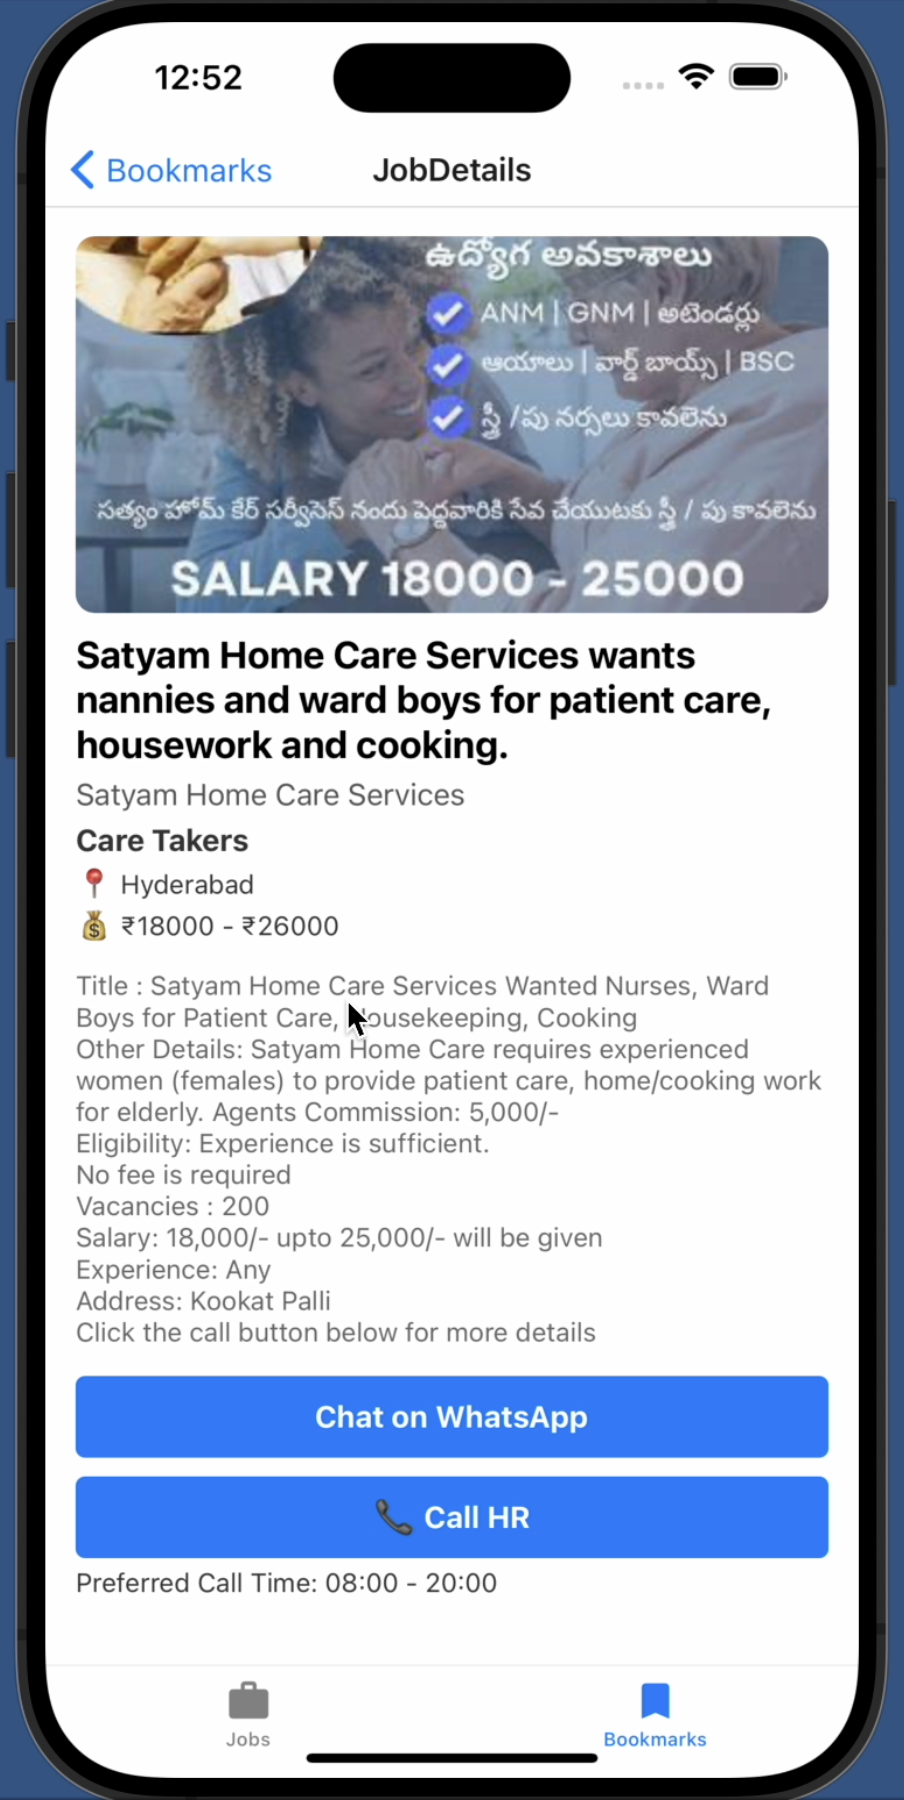 12:52
Bookmarks
JobDetails
ఉద్యోగ అవకాశాలు
ANM | GNM | అటెండర్లు
ఆయాలు | వార్డ్ బాయ్స్ | BSC
స్త్రీ /పు నర్సలు కావలెను
సత్యం హోమ్ కేర్ సర్వీసెస్ నందు పెద్దవారికి సేవ చేయుటకు స్త్రీ / పు కావలెను
SALARY 18000 - 25000
Satyam Home Care Services wants
nannies and ward boys for patient care,
housework and cooking.
Satyam Home Care Services
Care Takers
📍 Hyderabad
💰 ₹18000 - ₹26000
Title : Satyam Home Care Services Wanted Nurses, Ward
Boys for Patient Care, Housekeeping, Cooking
Other Details: Satyam Home Care requires experienced
women (females) to provide patient care, home/cooking work
for elderly. Agents Commission: 5,000/-
Eligibility: Experience is sufficient.
No fee is required
Vacancies : 200
Salary: 18,000/- upto 25,000/- will be given
Experience: Any
Address: Kookat Palli
Click the call button below for more details
Chat on WhatsApp
📞 Call HR
Preferred Call Time: 08:00 - 20:00
Jobs
Bookmarks